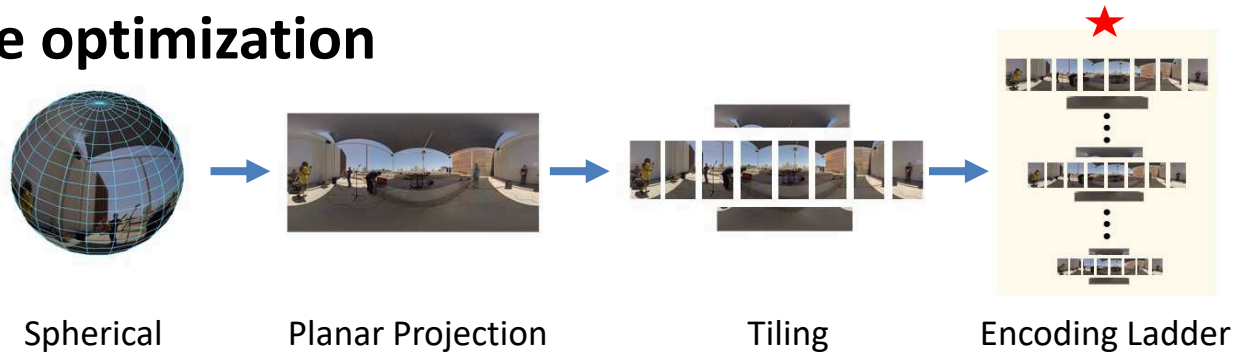 e optimization
Spherical
Planar Projection
Tiling
Encoding Ladder